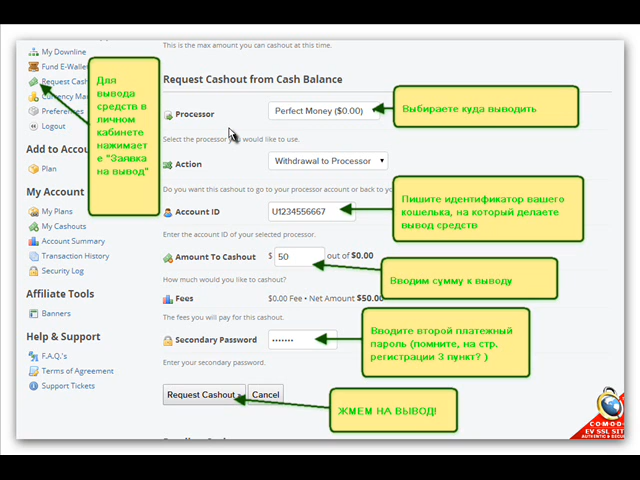 This is the max amount you can cashout at this time.
My Downline
Fund E-Wallet
Request Cash
Currency Ma
Preferences
Logout
Add to Accou
Plan
My Account
My Plans
My Cashouts
Account Summary
Transaction History
Security Log
Affiliate Tools
Banners
Help & Support
F.A.Q.'s
Terms of Agreement
Support Tickets
Для
вывода
средств в
личном
кабинете
нажимает
е "Заявка
на вывод"
Request Cashout from Cash Balance
Processor
Perfect Money ($0.00)
Выбираете куда выводить
Select the processor you would like to use.
Action
Withdrawal to Processor
Do you want this cashout to go to your processor account or back to yo
Account ID
U1234556667
Пишите идентификатор вашего
кошелька, на который делаете
вывод средств
Enter the account ID of your selected processor.
Amount To Cashout
$ 50 out of $0.00
Вводим сумму к выводу
How much would you like to cashout?
Fees
$0.00 Fee • Net Amount $50.00
The fees you will pay for this cashout.
Secondary Password
•••••••
Вводите второй платежный
пароль (помните, на стр.
регистрации 3 пункт? )
Enter your secondary password.
Request Cashout
Cancel
ЖМЕМ НА ВЫВОД!
COMOD
EV SSL SIT